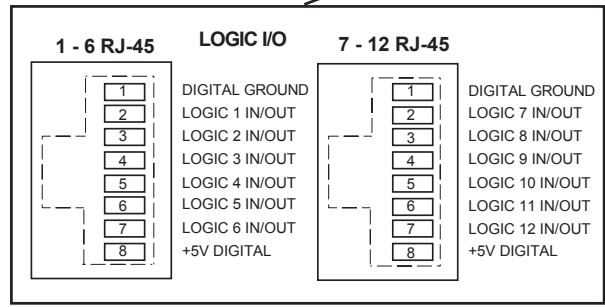 LOGIC I/O
1 - 6 RJ-45
1 DIGITAL GROUND
2 LOGIC 1 IN/OUT
3 LOGIC 2 IN/OUT
4 LOGIC 3 IN/OUT
5 LOGIC 4 IN/OUT
6 LOGIC 5 IN/OUT
7 LOGIC 6 IN/OUT
8 +5V DIGITAL
7 - 12 RJ-45
1 DIGITAL GROUND
2 LOGIC 7 IN/OUT
3 LOGIC 8 IN/OUT
4 LOGIC 9 IN/OUT
5 LOGIC 10 IN/OUT
6 LOGIC 11 IN/OUT
7 LOGIC 12 IN/OUT
8 +5V DIGITAL